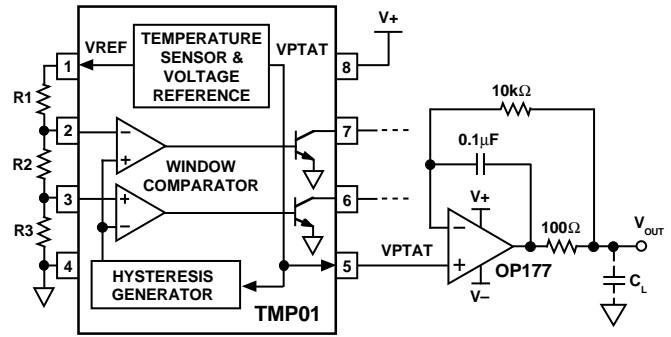 TEMPERATURE
SENSOR &
VOLTAGE
REFERENCE
VREF
VPTAT
V+
1
8
R1
2
7
R2
WINDOW
COMPARATOR
3
6
R3
4
5
VPTAT
HYSTERESIS
GENERATOR
TMP01
10kΩ
0.1μF
V+
100Ω
VOUT
OP177
V–
CL
−
+
+
−
−
+